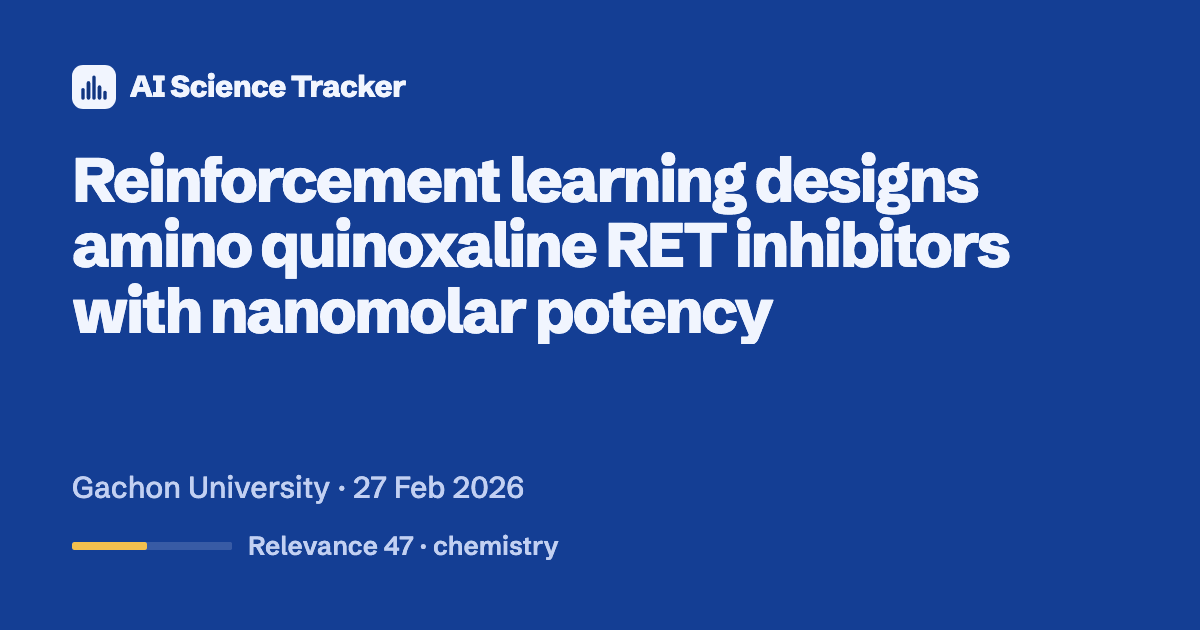 AI Science Tracker
Reinforcement learning designs
amino quinoxaline RET inhibitors
with nanomolar potency
Gachon University · 27 Feb 2026
Relevance 47 · chemistry